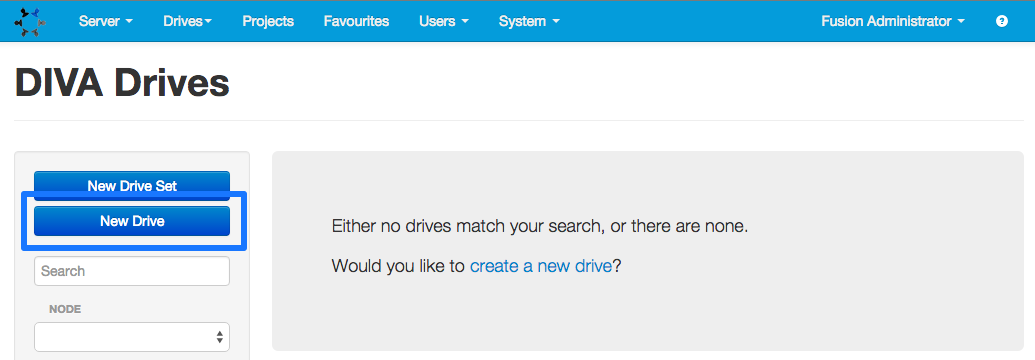 Server Drives Projects Favourites Users System Fusion Administrator ?
DIVA Drives
New Drive Set
New Drive
Search
NODE
Either no drives match your search, or there are none.
Would you like to create a new drive?